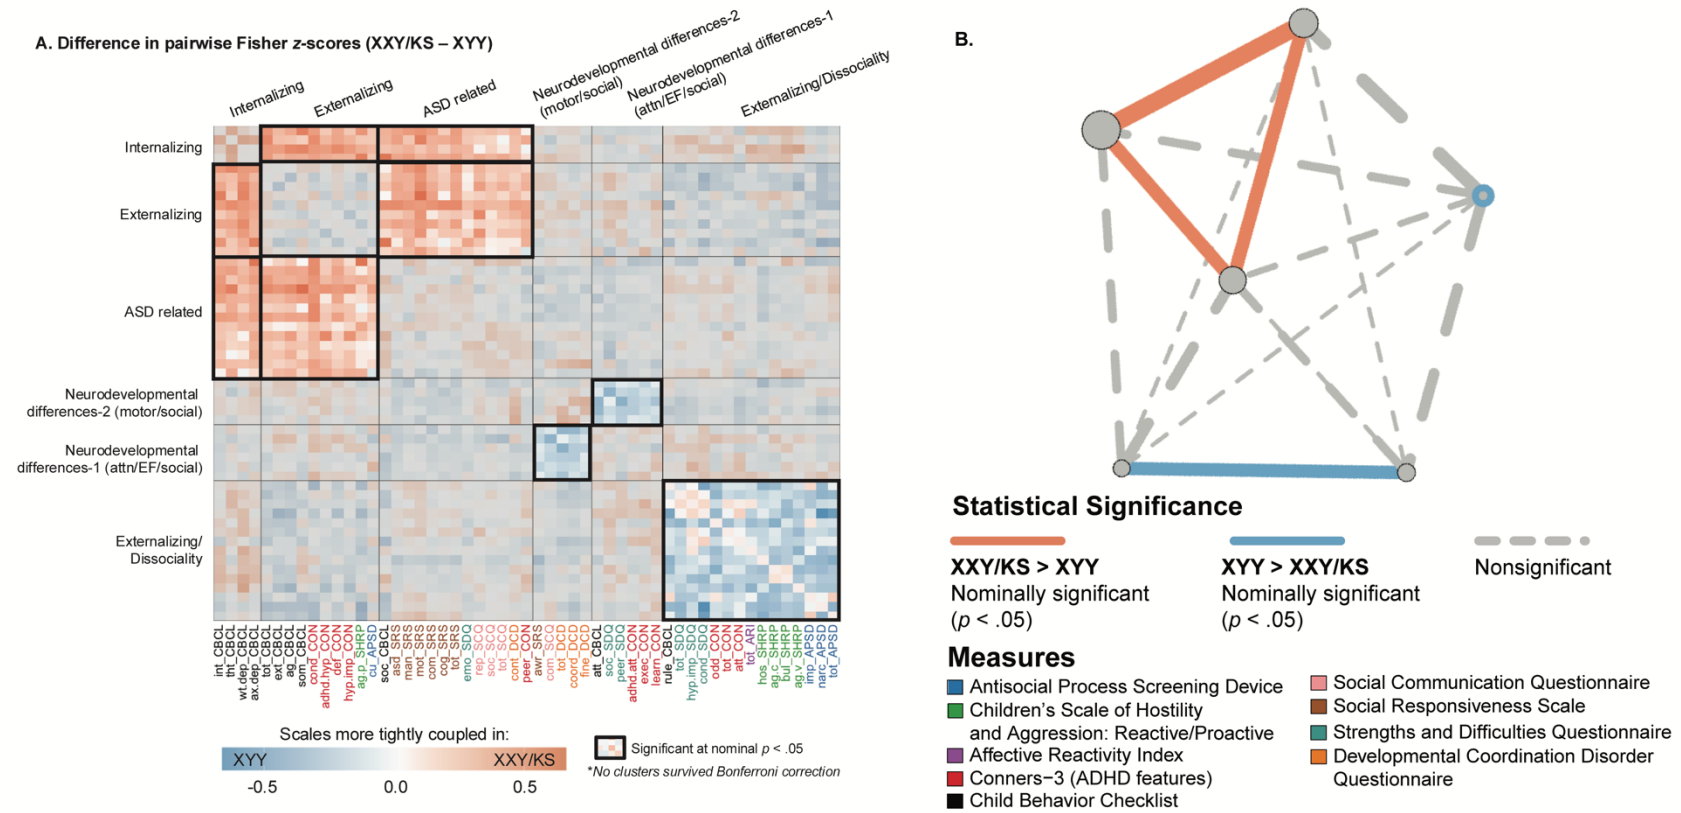 A. Difference in pairwise Fisher z-scores (XXY/KS – XYY)
Internalizing
Externalizing
ASD related
Neurodevelopmental differences-2
(motor/social)
Neurodevelopmental differences-1
(attn/EF/social)
Externalizing/Dissociality
Internalizing
Externalizing
ASD related
Neurodevelopmental
differences-2 (motor/social)
Neurodevelopmental
differences-1 (attn/EF/social)
Externalizing/
Dissociality
int_CBCL
tht_CBCL
wt.dep_CBCL
ax.dep_CBCL
tot_CBCL
ext_CBCL
ag_CBCL
som_CBCL
cond_CON
adhd.hyp_CON
def_CON
hyp.imp_CON
ag.p_SHRP
cu_APSD
soc_CBCL
asd_SRS
man_SRS
mot_SRS
com_SRS
cog_SRS
tot_SRS
emo_SDQ
rep_SCQ
soc_SCQ
tot_SCQ
cont_DCD
peer_CON
awr_SRS
com_SCQ
tot_DCD
coord_DCD
fine_DCD
att_CBCL
soc_SDQ
peer_SDQ
adhd.att_CON
exec_CON
learn_CON
rule_CBCL
tot_SDQ
hyp.imp_SDQ
cond_SDQ
odd_CON
tot_CON
att_CON
tot_ARI
hos_SHRP
ag.c_SHRP
bul_SHRP
ag.v_SHRP
imp_APSD
narc_APSD
tot_APSD
Scales more tightly coupled in:
XYY
XXY/KS
-0.5
0.0
0.5
Significant at nominal p < .05
*No clusters survived Bonferroni correction
B.
Statistical Significance
XXY/KS > XYY
Nominally significant
(p < .05)
XYY > XXY/KS
Nominally significant
(p < .05)
Nonsignificant
Measures
Antisocial Process Screening Device
Children's Scale of Hostility
and Aggression: Reactive/Proactive
Affective Reactivity Index
Conners−3 (ADHD features)
Child Behavior Checklist
Social Communication Questionnaire
Social Responsiveness Scale
Strengths and Difficulties Questionnaire
Developmental Coordination Disorder
Questionnaire